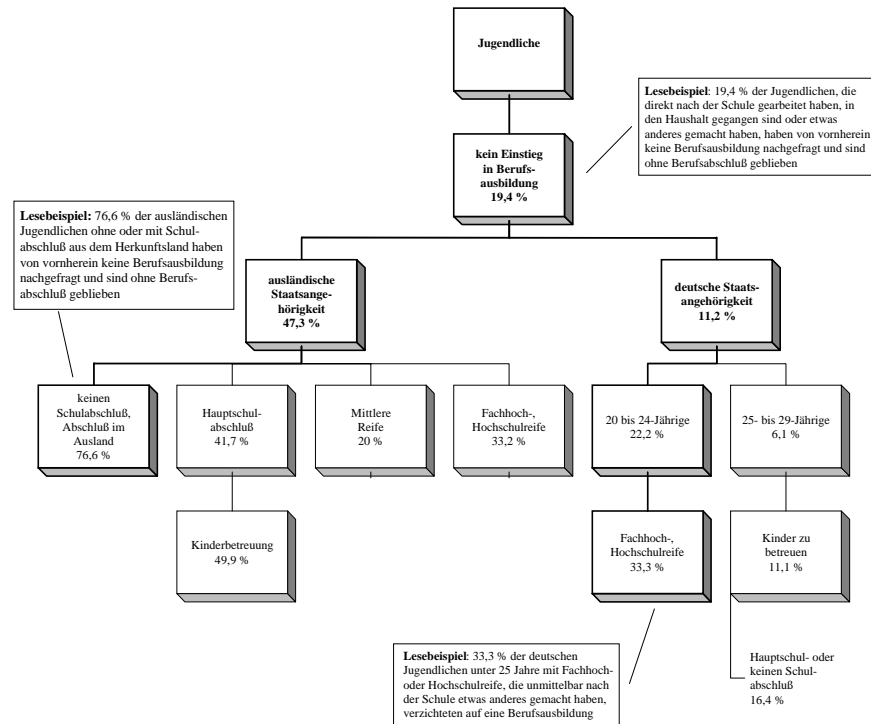 Jugendliche
Lesebeispiel: 19,4 % der Jugendlichen, die
direkt nach der Schule gearbeitet haben, in
den Haushalt gegangen sind oder etwas
anderes gemacht haben, haben von vornherein
keine Berufsausbildung nachgefragt und sind
ohne Berufsabschluß geblieben
kein Einstieg
in Berufs-
ausbildung
19,4 %
Lesebeispiel: 76,6 % der ausländischen
Jugendlichen ohne oder mit Schul-
abschluß aus dem Herkunftsland haben
von vornherein keine Berufsausbildung
nachgefragt und sind ohne Berufs-
abschluß geblieben
ausländische
Staatsange-
hörigkeit
47,3 %
deutsche Staats-
angehörigkeit
11,2 %
keinen
Schulabschluß,
Abschluß im
Ausland
76,6 %
Hauptschul-
abschluß
41,7 %
Mittlere
Reife
20 %
Fachhoch-,
Hochschulreife
33,2 %
20 bis 24-Jährige
22,2 %
25- bis 29-Jährige
6,1 %
Kinderbetreuung
49,9 %
Fachhoch-,
Hochschulreife
33,3 %
Kinder zu
betreuen
11,1 %
Lesebeispiel: 33,3 % der deutschen
Jugendlichen unter 25 Jahre mit Fachhoch-
oder Hochschulreife, die unmittelbar nach
der Schule etwas anderes gemacht haben,
verzichteten auf eine Berufsausbildung
Hauptschul- oder
keinen Schul-
abschluß
16,4 %